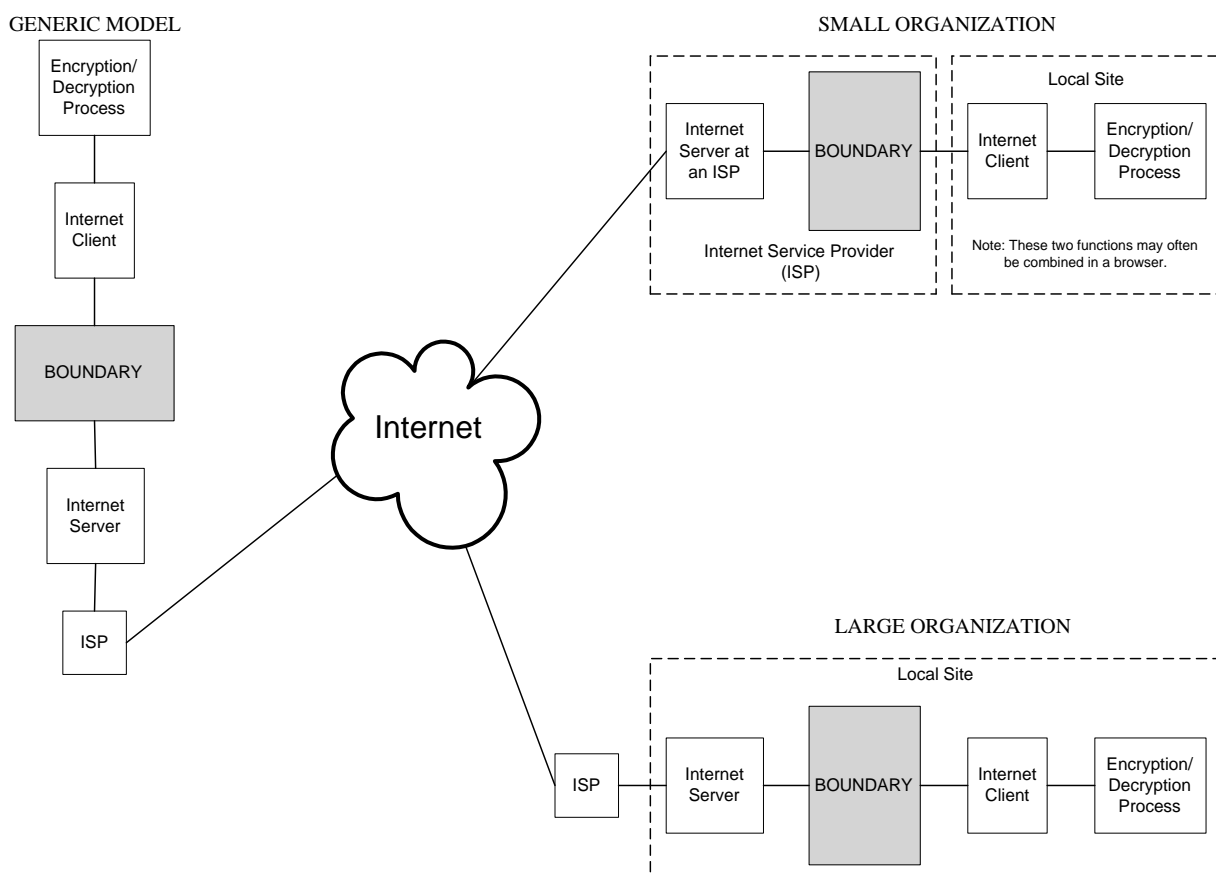 GENERIC MODEL
Encryption/
Decryption
Process
Internet
Client
BOUNDARY
Internet
Server
ISP
Internet
SMALL ORGANIZATION
Internet
Server at
an ISP
BOUNDARY
Internet Service Provider
(ISP)
Local Site
Internet
Client
Encryption/
Decryption
Process
Note: These two functions may often
be combined in a browser.
LARGE ORGANIZATION
Local Site
ISP
Internet
Server
BOUNDARY
Internet
Client
Encryption/
Decryption
Process